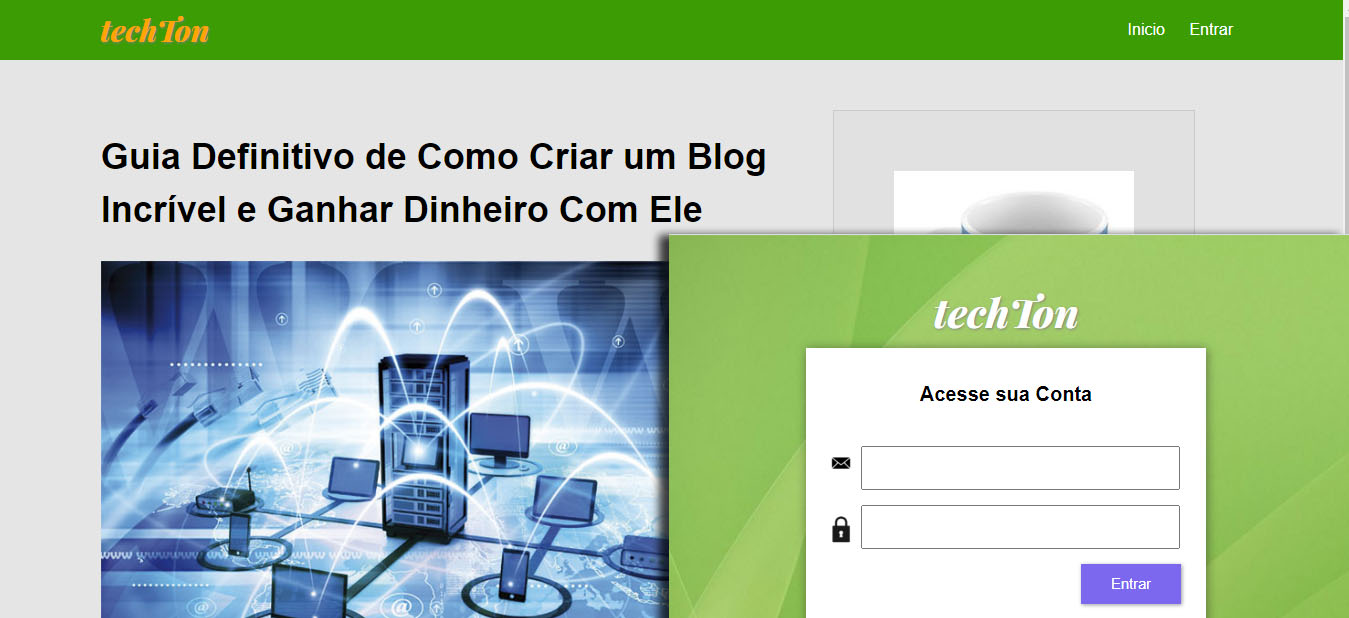 techTon
Inicio Entrar
Guia Definitivo de Como Criar um Blog
Incrível e Ganhar Dinheiro Com Ele
techTon
Acesse sua Conta
Entrar